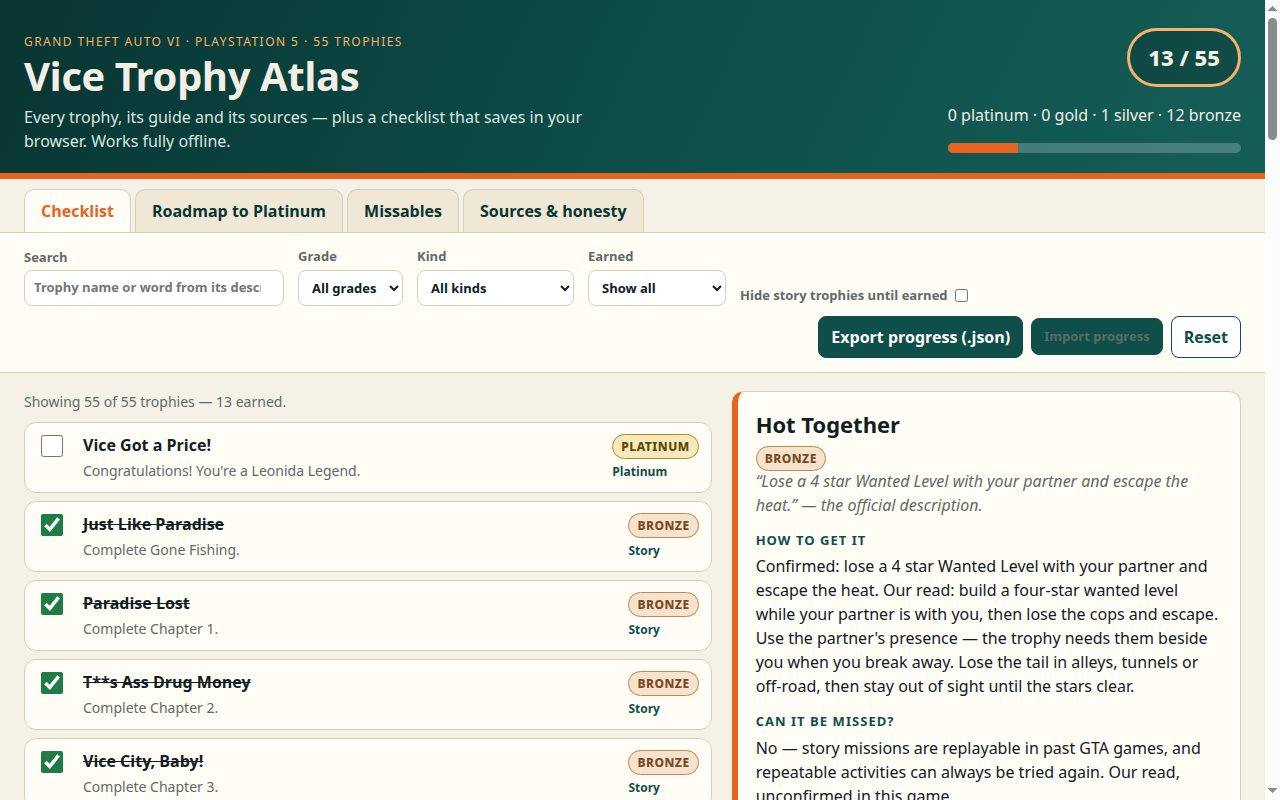 GRAND THEFT AUTO VI · PLAYSTATION 5 · 55 TROPHIES
Vice Trophy Atlas
Every trophy, its guide and its sources — plus a checklist that saves in your
browser. Works fully offline.
13 / 55
0 platinum · 0 gold · 1 silver · 12 bronze
Checklist
Roadmap to Platinum
Missables
Sources & honesty
Search
Trophy name or word from its desc
Grade
All grades
Kind
All kinds
Earned
Show all
Hide story trophies until earned
Export progress (.json)
Import progress
Reset
Showing 55 of 55 trophies — 13 earned.
Vice Got a Price!
Congratulations! You're a Leonida Legend.
PLATINUM
Platinum
Just Like Paradise
Complete Gone Fishing.
BRONZE
Story
Paradise Lost
Complete Chapter 1.
BRONZE
Story
T**s Ass Drug Money
Complete Chapter 2.
BRONZE
Story
Vice City, Baby!
Complete Chapter 3.
BRONZE
Story
Hot Together
BRONZE
“Lose a 4 star Wanted Level with your partner and escape the
heat.” — the official description.
HOW TO GET IT
Confirmed: lose a 4 star Wanted Level with your partner and
escape the heat. Our read: build a four-star wanted level
while your partner is with you, then lose the cops and escape.
Use the partner's presence — the trophy needs them beside
you when you break away. Lose the tail in alleys, tunnels or
off-road, then stay out of sight until the stars clear.
CAN IT BE MISSED?
No — story missions are replayable in past GTA games, and
repeatable activities can always be tried again. Our read,
unconfirmed in this game.